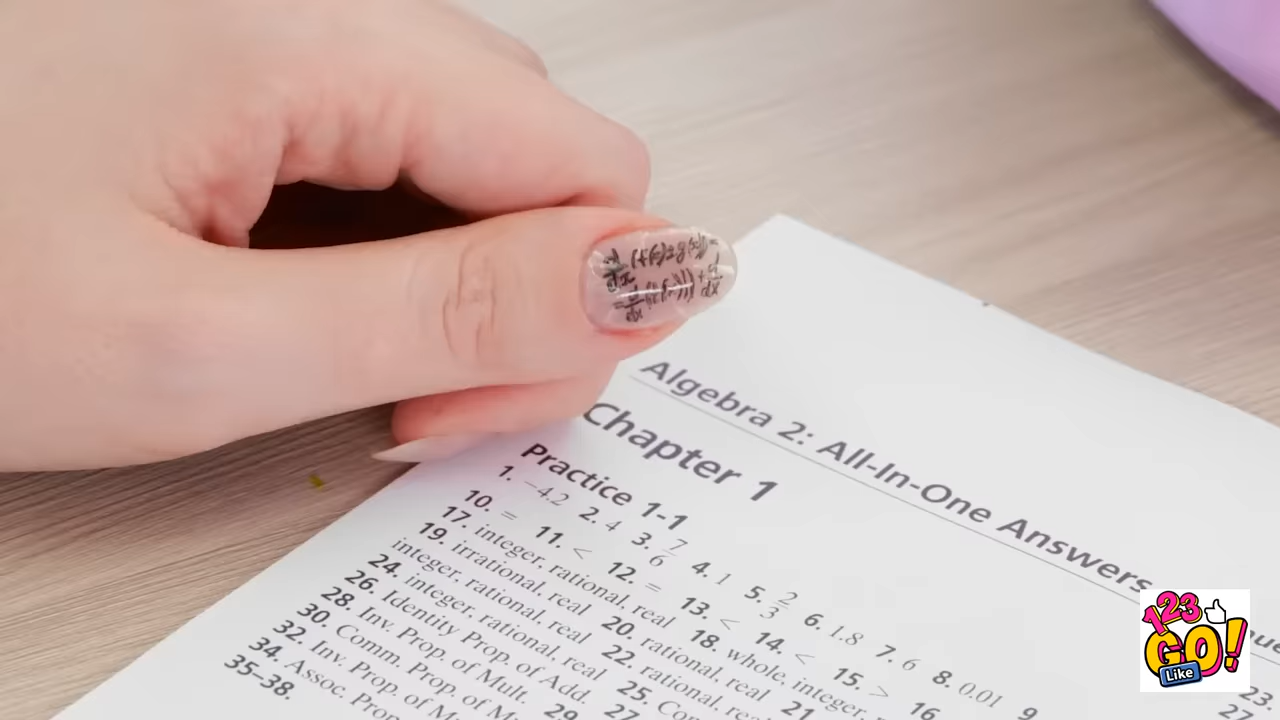 Algebra 2: All-In-One Answers
Chapter 1
Practice 1-1
1. −4.2 2. 4 3. 7/6 4. 1 5. 2/3 6. 1.8 7. 6 8. 0.01 9
10. = 11. < 12. = 13. < 14. < 15. > 16
17. integer, rational, real 18. whole, integer,
19. irrational, real 20. rational, real 21
integer, rational, real 22. rational,
24. integer, rational, real 25. Con
26. Identity Prop. of Add. 27
28. Inv. Prop. of Mult. 29
30. Comm. Prop. of M
32. Inv. Prop. of M
34. Assoc. Prop
35–38.
23.
27
123
GO!
Like